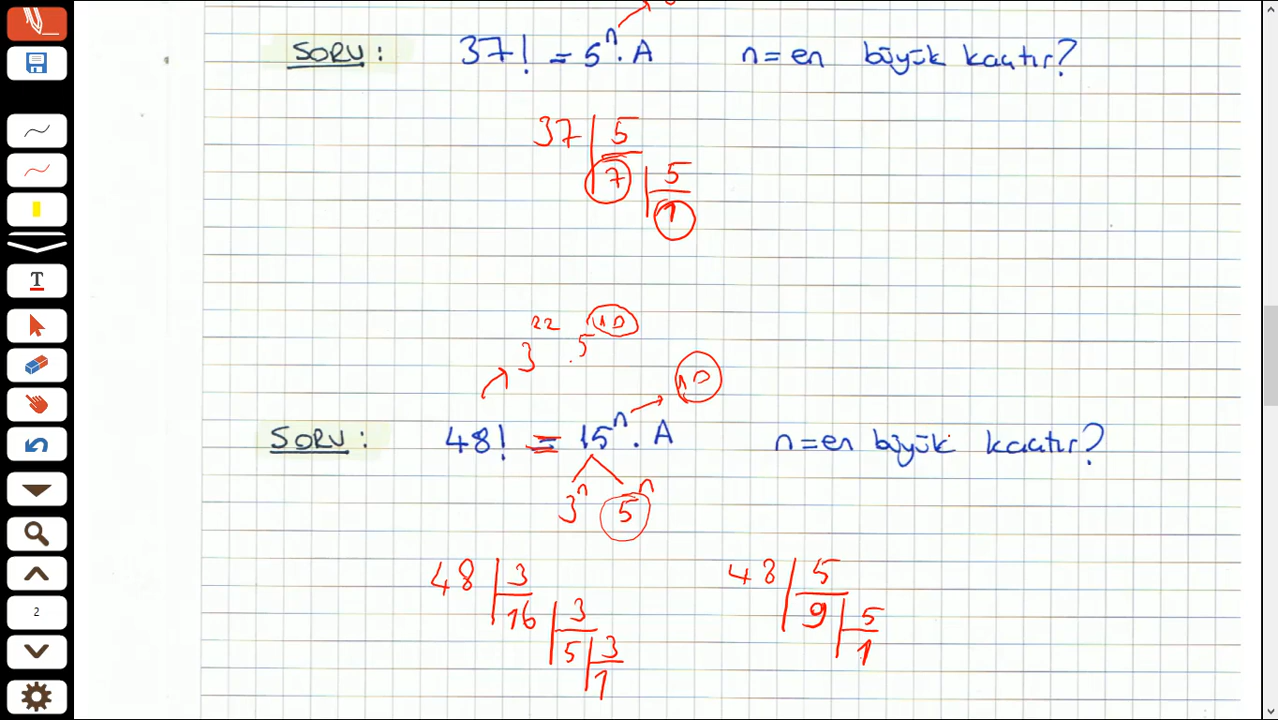 SORU: 37! = 5^n . A n = en büyük kaçtır?
37 | 5
7 | 5
1
3^22 . 5^10
10
SORU: 48! = 15^n . A n = en büyük kaçtır?
3^n 5^n
48 | 3
16 | 3
5 | 3
1
48 | 5
9 | 5
1
T
2